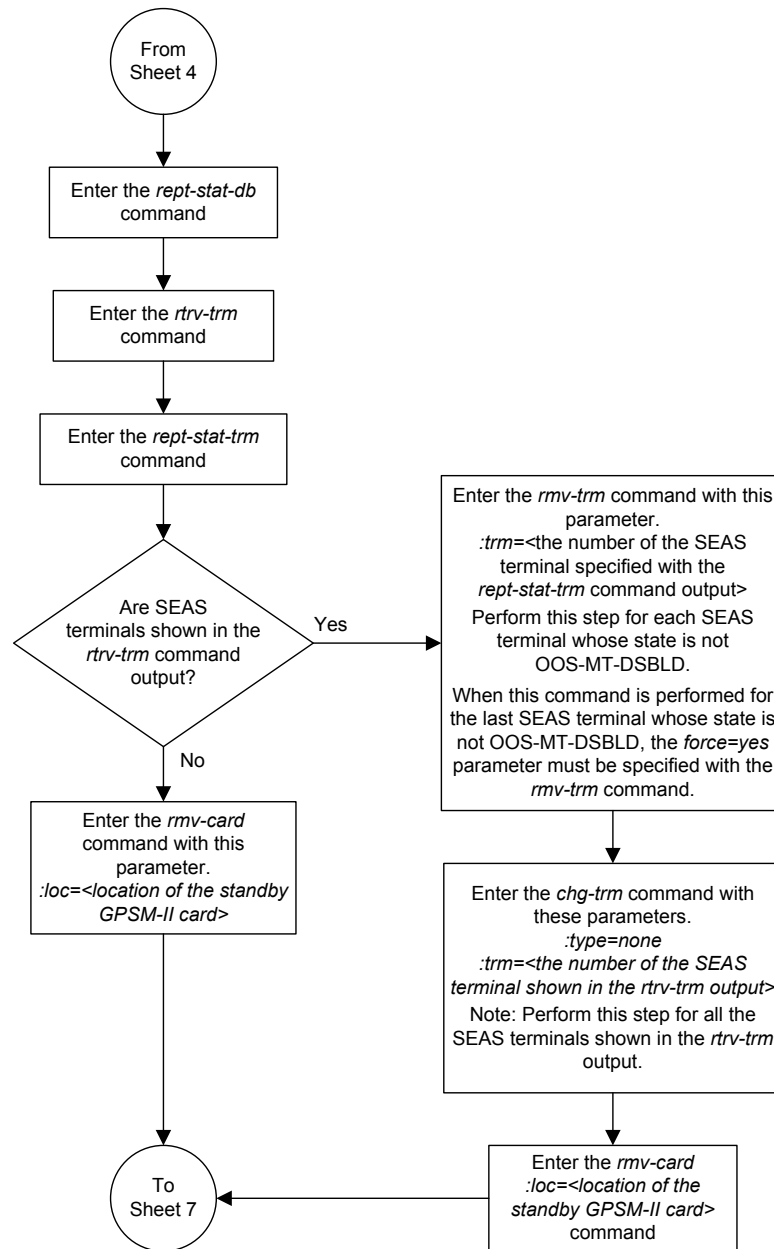 From
Sheet 4
Enter the rept-stat-db
command
Enter the rtrv-trm
command
Enter the rept-stat-trm
command
Are SEAS
terminals shown in the
rtrv-trm command
output?
Yes
No
Enter the rmv-trm command with this
parameter.
:trm=<the number of the SEAS
terminal specified with the
rept-stat-trm command output>
Perform this step for each SEAS
terminal whose state is not
OOS-MT-DSBLD.
When this command is performed for
the last SEAS terminal whose state is
not OOS-MT-DSBLD, the force=yes
parameter must be specified with the
rmv-trm command.
Enter the rmv-card
command with this
parameter.
:loc=<location of the standby
GPSM-II card>
Enter the chg-trm command with
these parameters.
:type=none
:trm=<the number of the SEAS
terminal shown in the rtrv-trm output>
Note: Perform this step for all the
SEAS terminals shown in the rtrv-trm
output.
Enter the rmv-card
:loc=<location of the
standby GPSM-II card>
command
To
Sheet 7